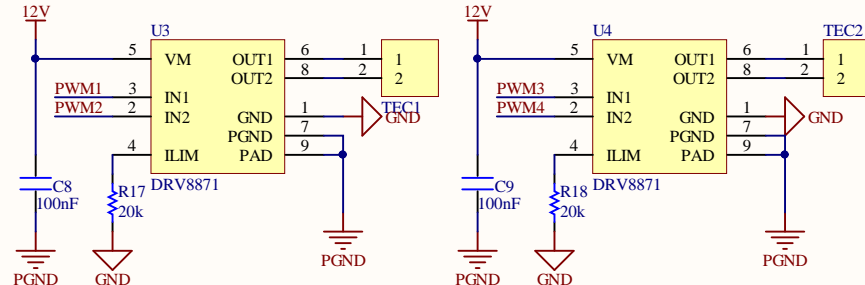 12V
U3
5 VM OUT1 6 1 1
OUT2 8 2 2
PWM1 3 IN1 TEC1
PWM2 2 IN2 GND 1 GND
PGND 7
4 ILIM PAD 9
DRV8871
C8
100nF
R17
20k
PGND
GND
PGND
12V
U4
TEC2
5 VM OUT1 6 1 1
OUT2 8 2 2
PWM3 3 IN1
PWM4 2 IN2 GND 1 GND
PGND 7
4 ILIM PAD 9
DRV8871
C9
100nF
R18
20k
PGND
GND
PGND